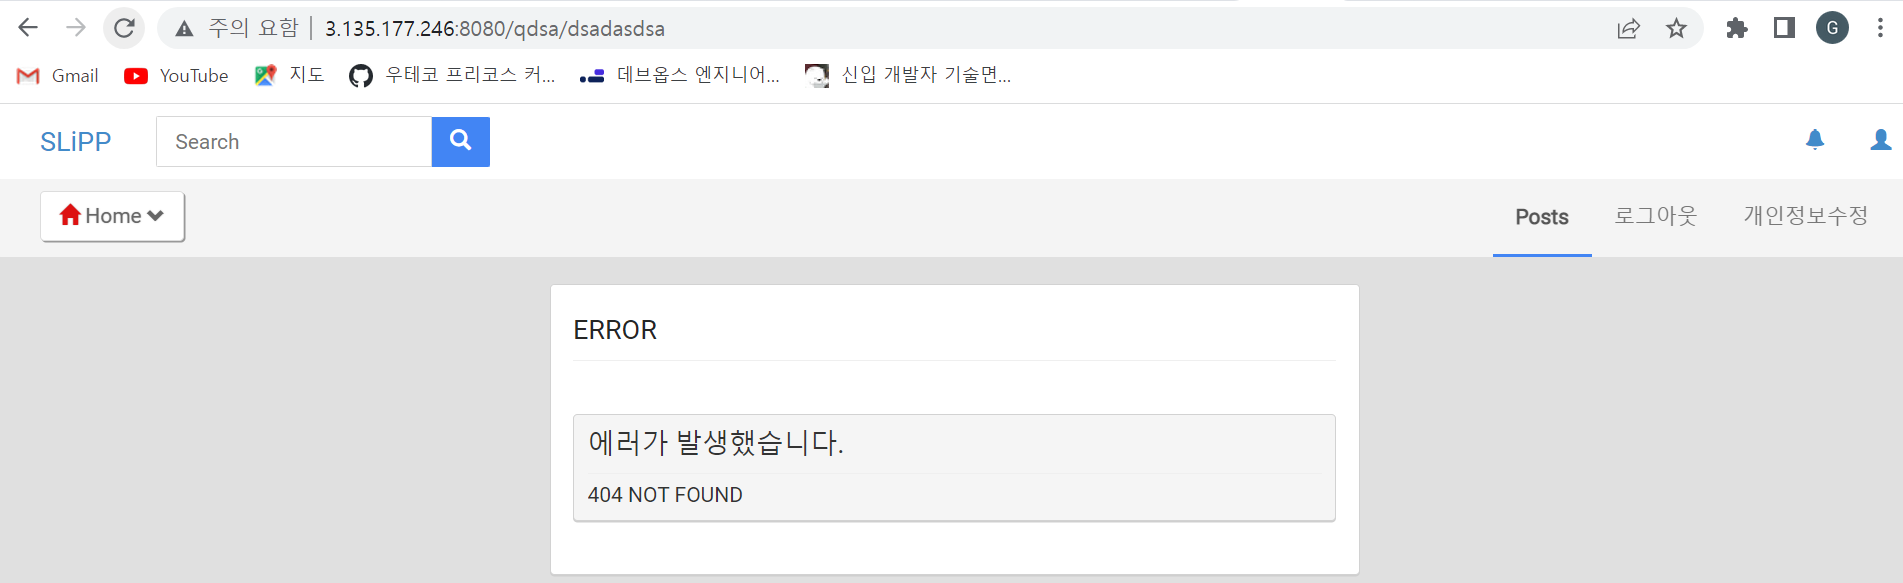 주의 요함 | 3.135.177.246:8080/qdsa/dsadasdsa
G
Gmail YouTube 지도 우테코 프리코스 커... 데브옵스 엔지니어... 신입 개발자 기술면...
SLiPP Search
Home Posts 로그아웃 개인정보수정
ERROR
에러가 발생했습니다.
404 NOT FOUND